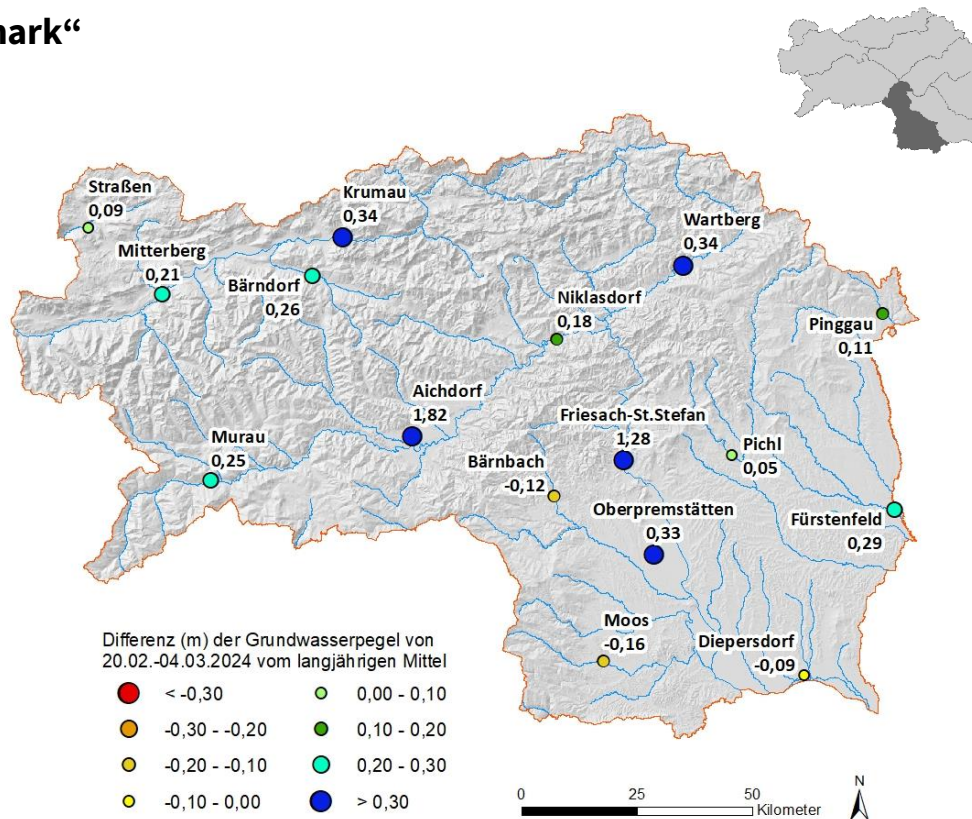 nark“
Straßen
0,09
Krumau
0,34
Wartberg
0,34
Mitterberg
0,21
Bärndorf
0,26
Niklasdorf
0,18
Pinggau
0,11
Aichdorf
1,82
Friesach-St.Stefan
1,28
Murau
0,25
Pichl
0,05
Bärnbach
-0,12
Oberpremstätten
0,33
Fürstenfeld
0,29
Moos
-0,16
Diepersdorf
-0,09
Differenz (m) der Grundwasserpegel von
20.02.-04.03.2024 vom langjährigen Mittel
< -0,30
-0,30 - -0,20
-0,20 - -0,10
-0,10 - 0,00
0,00 - 0,10
0,10 - 0,20
0,20 - 0,30
> 0,30
0 25 50
Kilometer
N